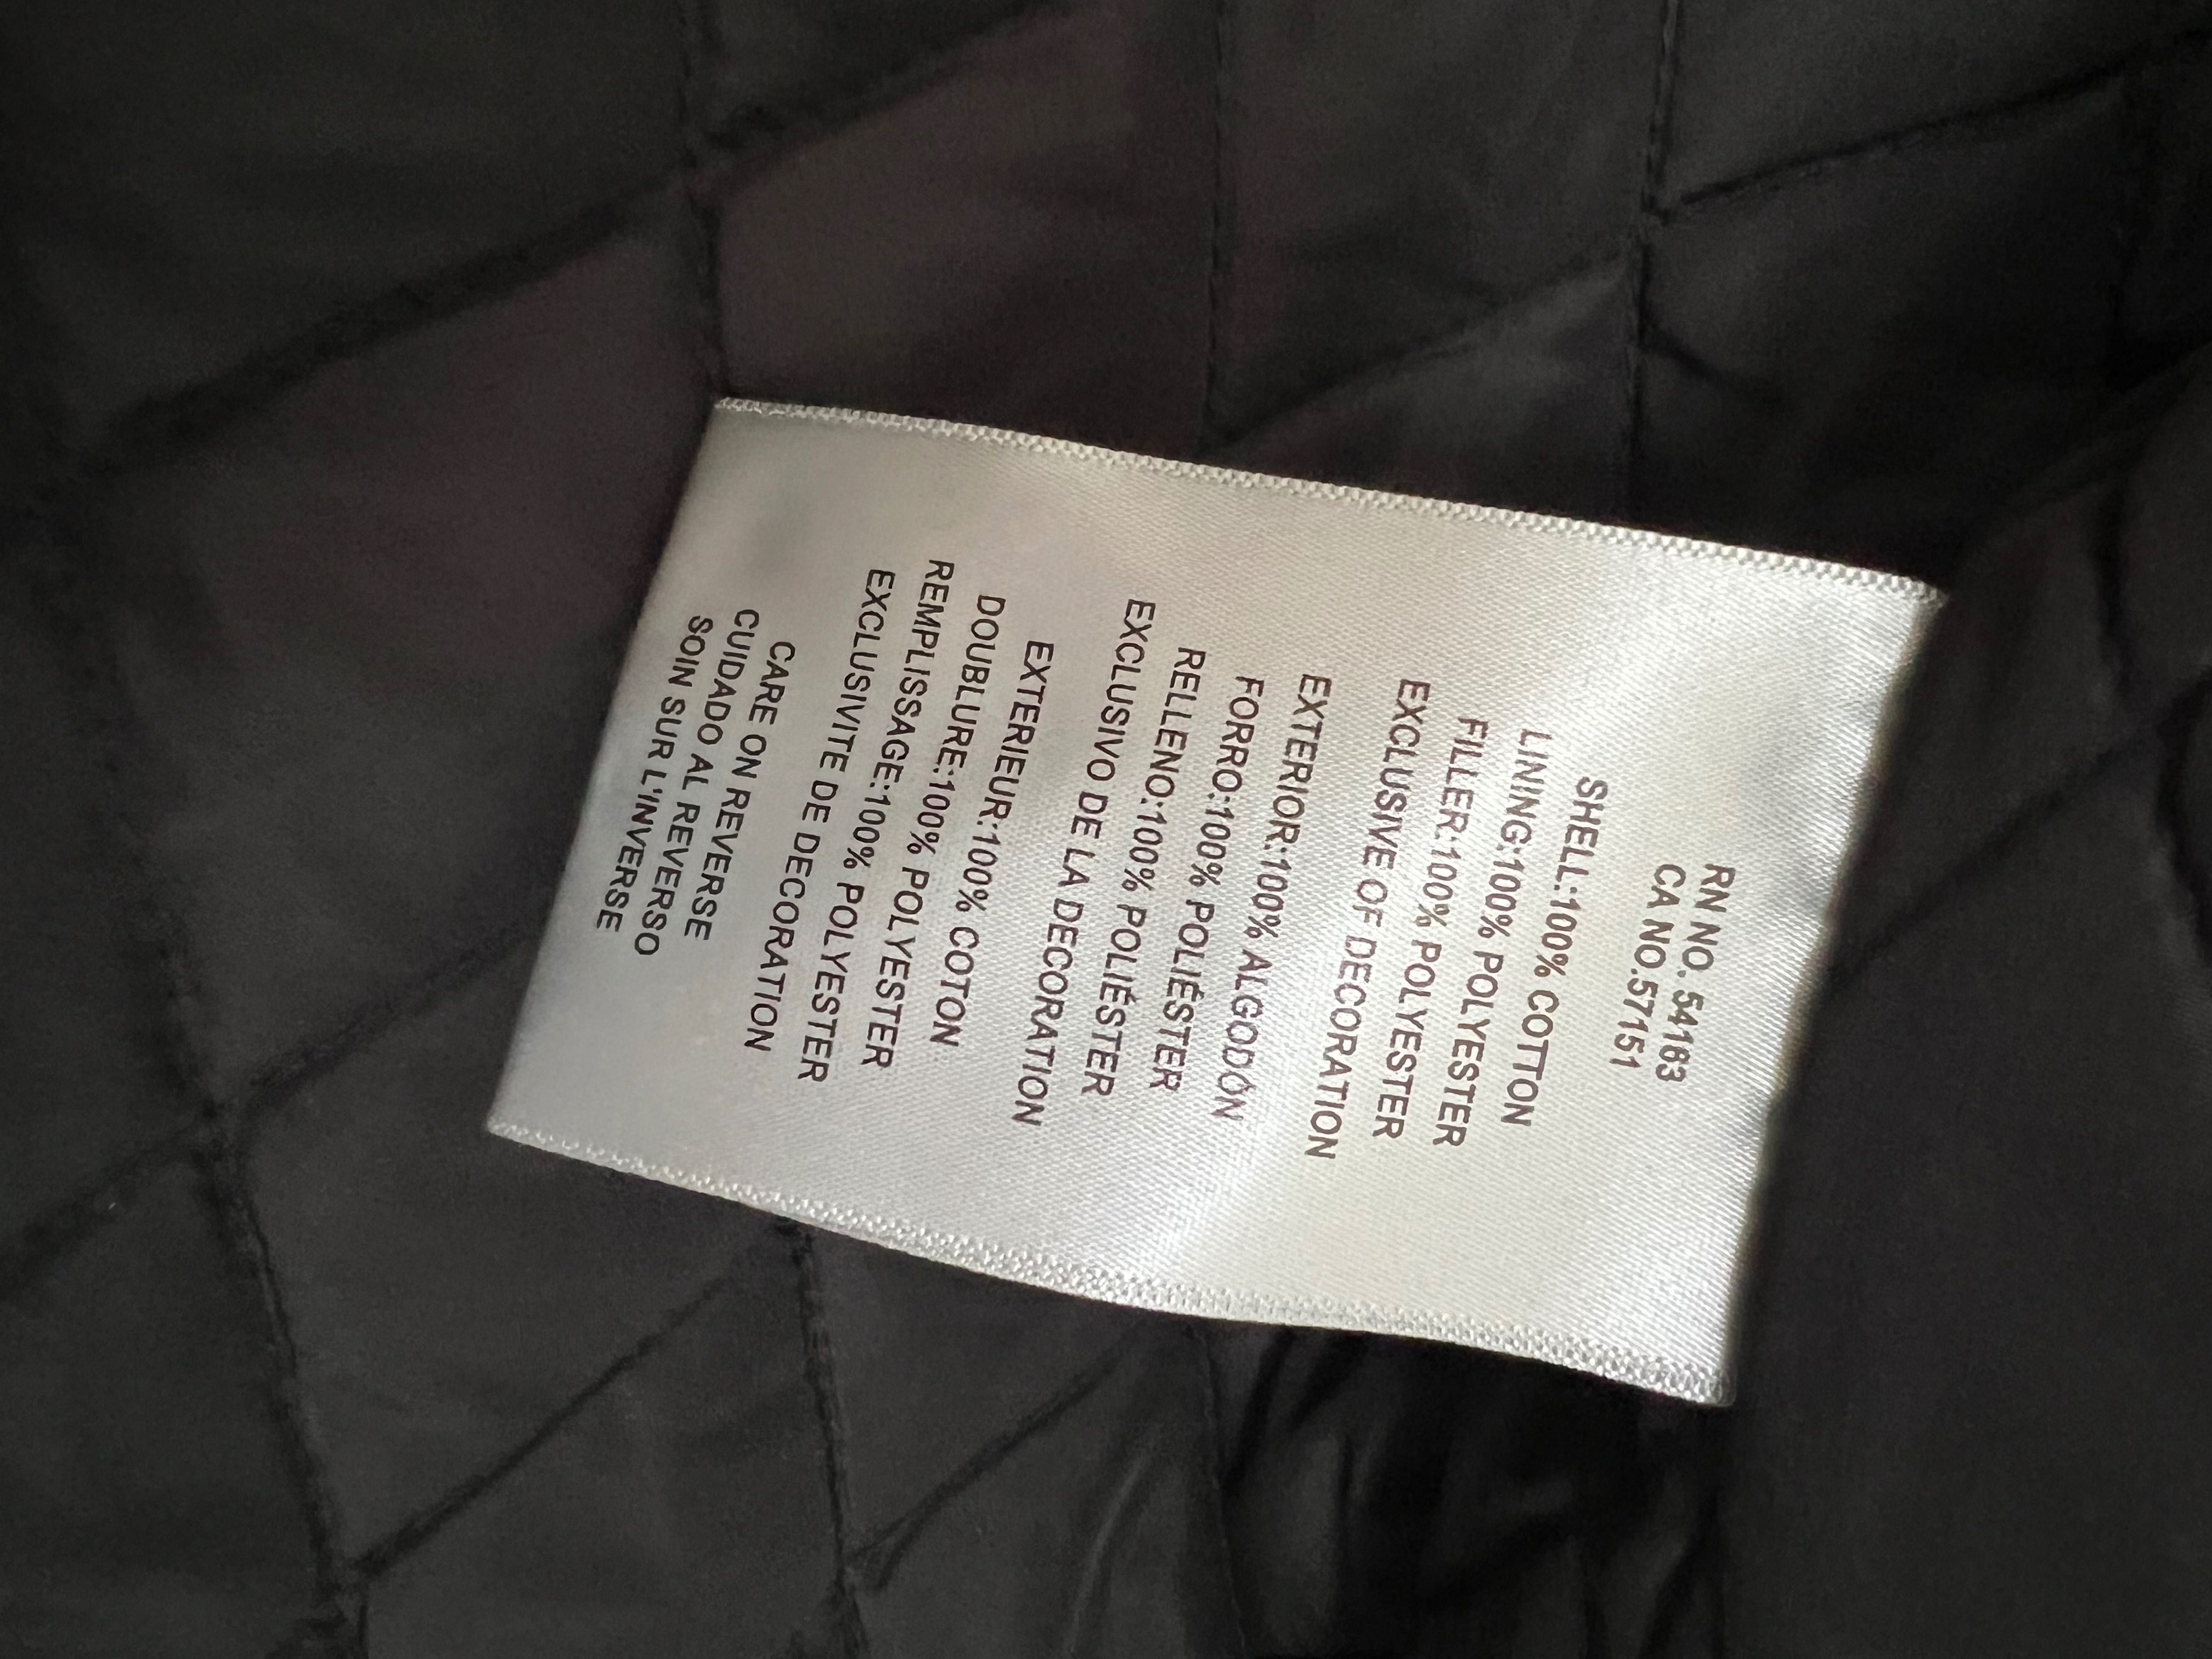 RN NO. 54163
CA NO.57151
SHELL:100% COTTON
LINING:100% POLYESTER
FILLER:100% POLYESTER
EXCLUSIVE OF DECORATION
EXTERIOR:100% ALGODÓN
FORRO:100% POLIÉSTER
RELLENO:100% POLIÉSTER
EXCLUSIVO DE LA DECORATION
EXTERIEUR:100% COTON
DOUBLURE:100% POLYESTER
REMPLISSAGE:100% POLYESTER
EXCLUSIVITE DE DECORATION
CARE ON REVERSE
CUIDADO AL REVERSO
SOIN SUR L'INVERSE